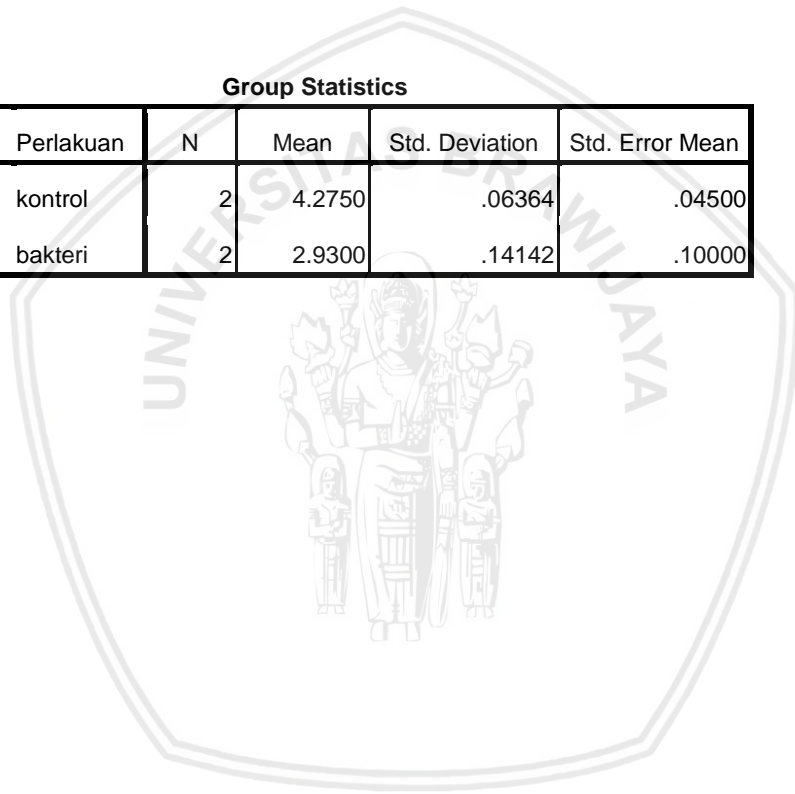 Group Statistics
Perlakuan N Mean Std. Deviation Std. Error Mean
kontrol 2 4.2750 .06364 .04500
bakteri 2 2.9300 .14142 .10000
UNIVERSITAS BRAWIJAYA